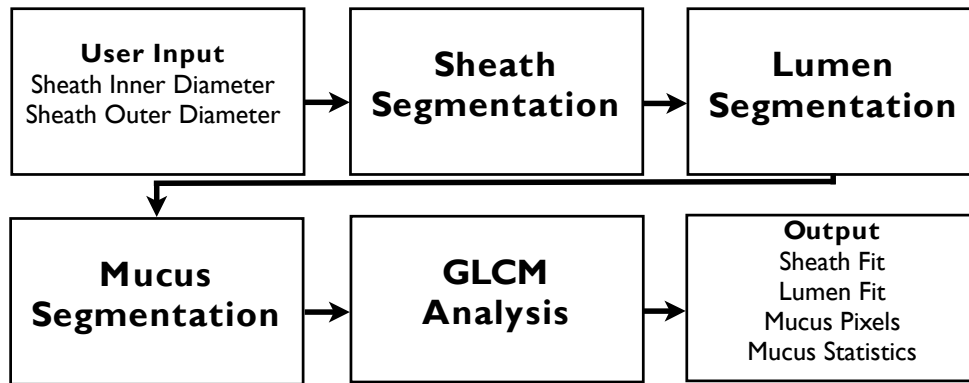 User Input
Sheath Inner Diameter
Sheath Outer Diameter
Sheath
Segmentation
Lumen
Segmentation
Mucus
Segmentation
GLCM
Analysis
Output
Sheath Fit
Lumen Fit
Mucus Pixels
Mucus Statistics